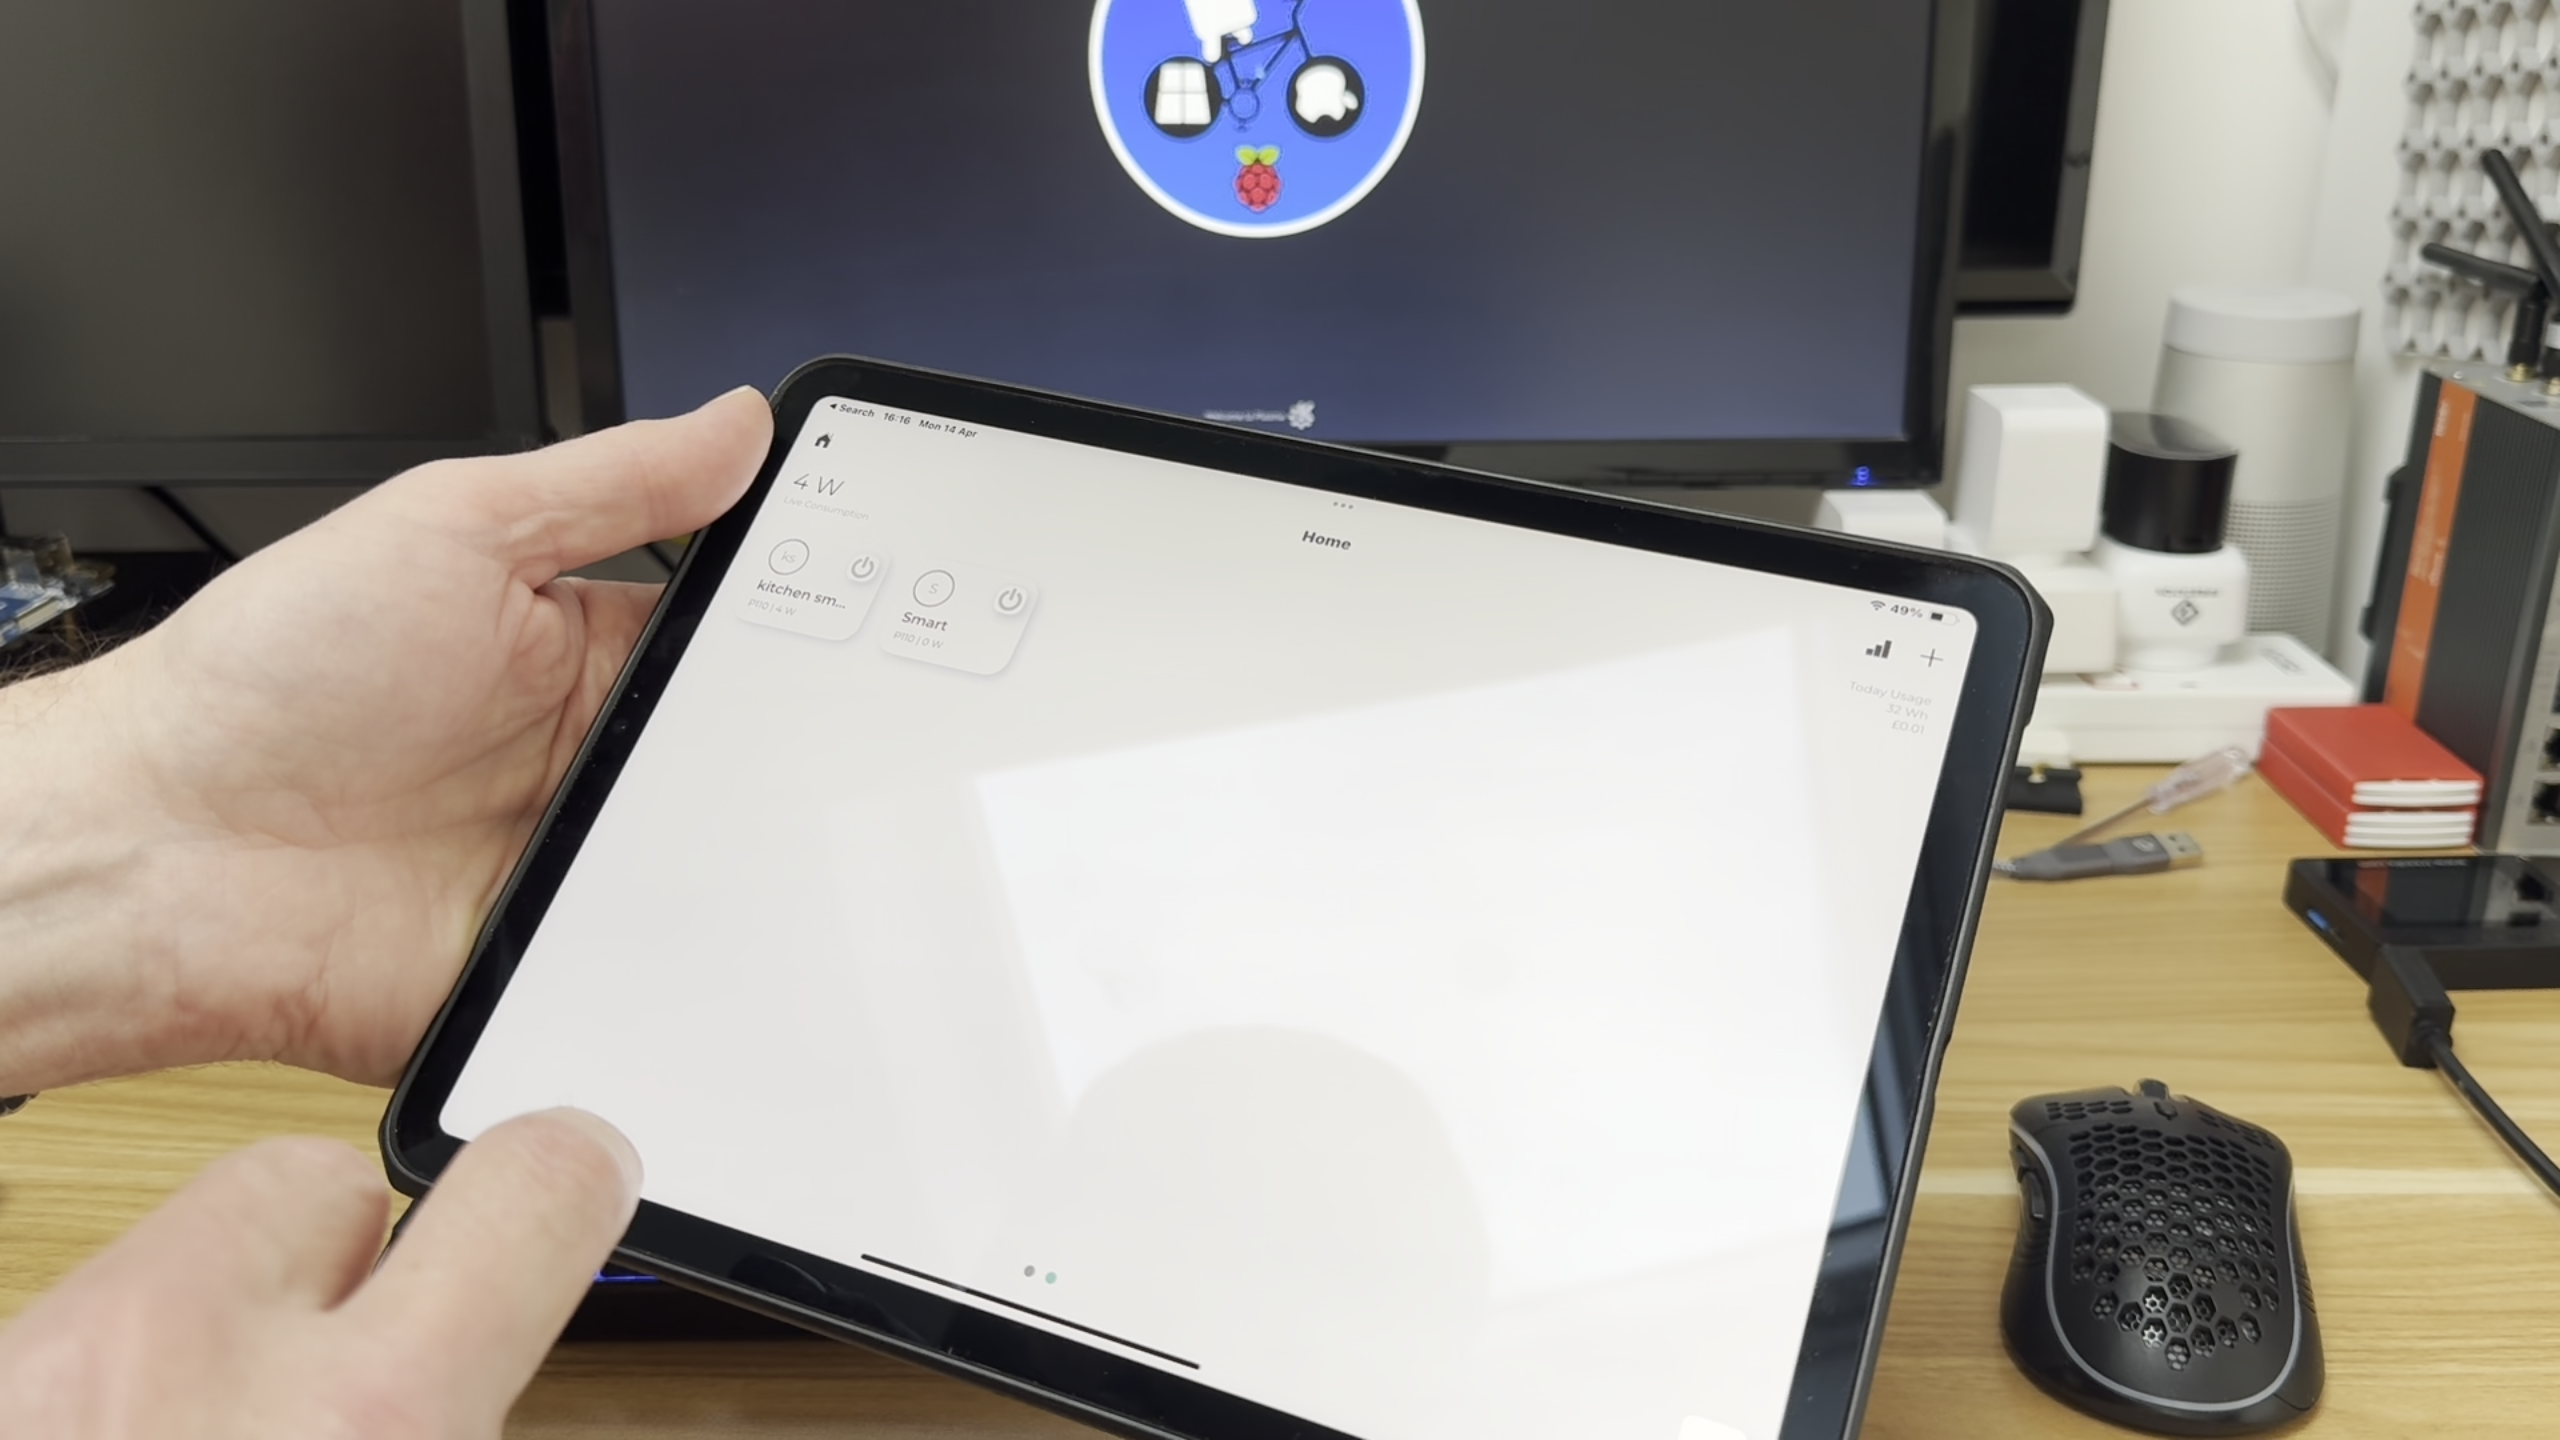 ◀ Search 16:16 Mon 14 Apr
49%
4 W
Live Consumption
Home
ks
kitchen sm...
P110 | 4 W
S
Smart
P110 | 0 W
Today Usage
32 Wh
£0.01